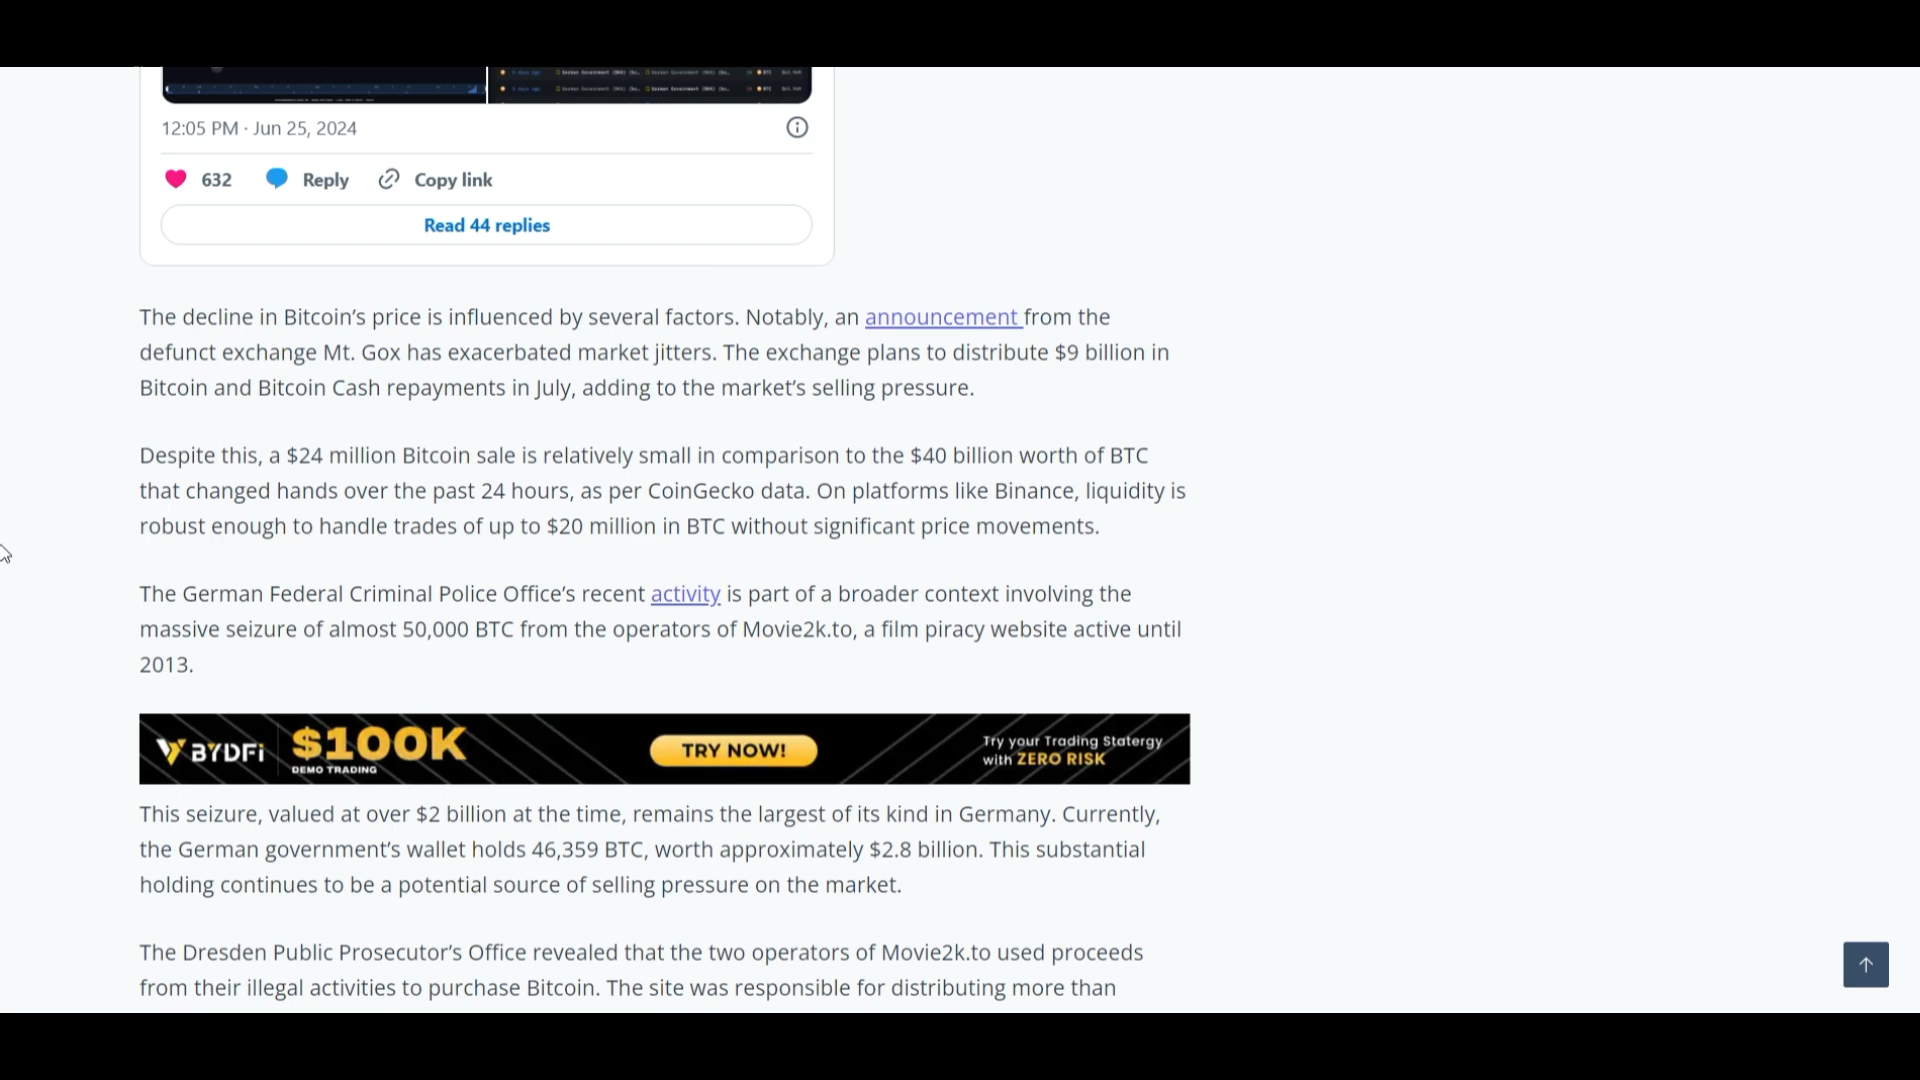 12:05 PM · Jun 25, 2024
632 Reply Copy link
Read 44 replies
The decline in Bitcoin’s price is influenced by several factors. Notably, an announcement from the
defunct exchange Mt. Gox has exacerbated market jitters. The exchange plans to distribute $9 billion in
Bitcoin and Bitcoin Cash repayments in July, adding to the market’s selling pressure.
Despite this, a $24 million Bitcoin sale is relatively small in comparison to the $40 billion worth of BTC
that changed hands over the past 24 hours, as per CoinGecko data. On platforms like Binance, liquidity is
robust enough to handle trades of up to $20 million in BTC without significant price movements.
The German Federal Criminal Police Office’s recent activity is part of a broader context involving the
massive seizure of almost 50,000 BTC from the operators of Movie2k.to, a film piracy website active until
2013.
BYDFi
$100K
DEMO TRADING
TRY NOW!
Try your Trading Statergy
with ZERO RISK
This seizure, valued at over $2 billion at the time, remains the largest of its kind in Germany. Currently,
the German government’s wallet holds 46,359 BTC, worth approximately $2.8 billion. This substantial
holding continues to be a potential source of selling pressure on the market.
The Dresden Public Prosecutor’s Office revealed that the two operators of Movie2k.to used proceeds
from their illegal activities to purchase Bitcoin. The site was responsible for distributing more than